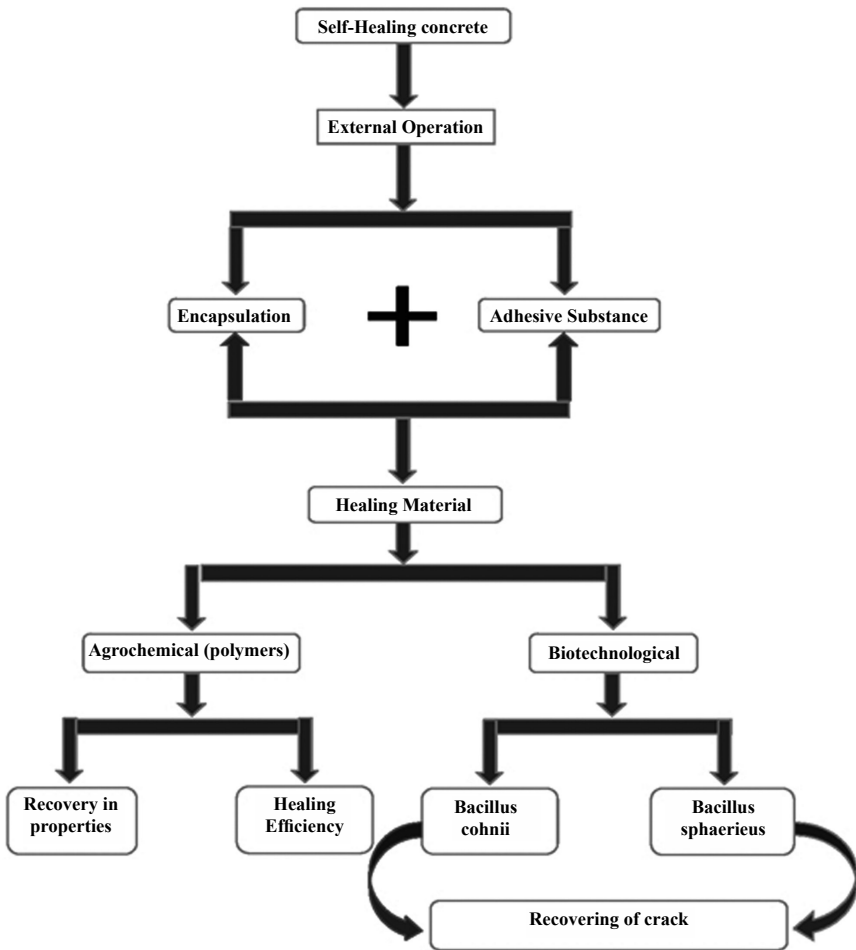 Self-Healing concrete
External Operation
Encapsulation
Adhesive Substance
Healing Material
Agrochemical (polymers)
Biotechnological
Recovery in
properties
Healing
Efficiency
Bacillus
cohnii
Bacillus
sphaerieus
Recovering of crack